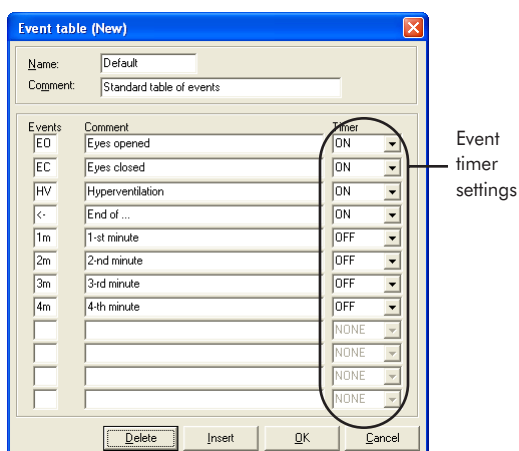 Event table (New)
Name: Default
Comment: Standard table of events
Events Comment Timer
EO Eyes opened ON
EC Eyes closed ON
HV Hyperventilation ON
<- End of ... ON
1m 1-st minute OFF
2m 2-nd minute OFF
3m 3-rd minute OFF
4m 4-th minute OFF
NONE
NONE
NONE
NONE
Delete Insert OK Cancel
Event
timer
settings